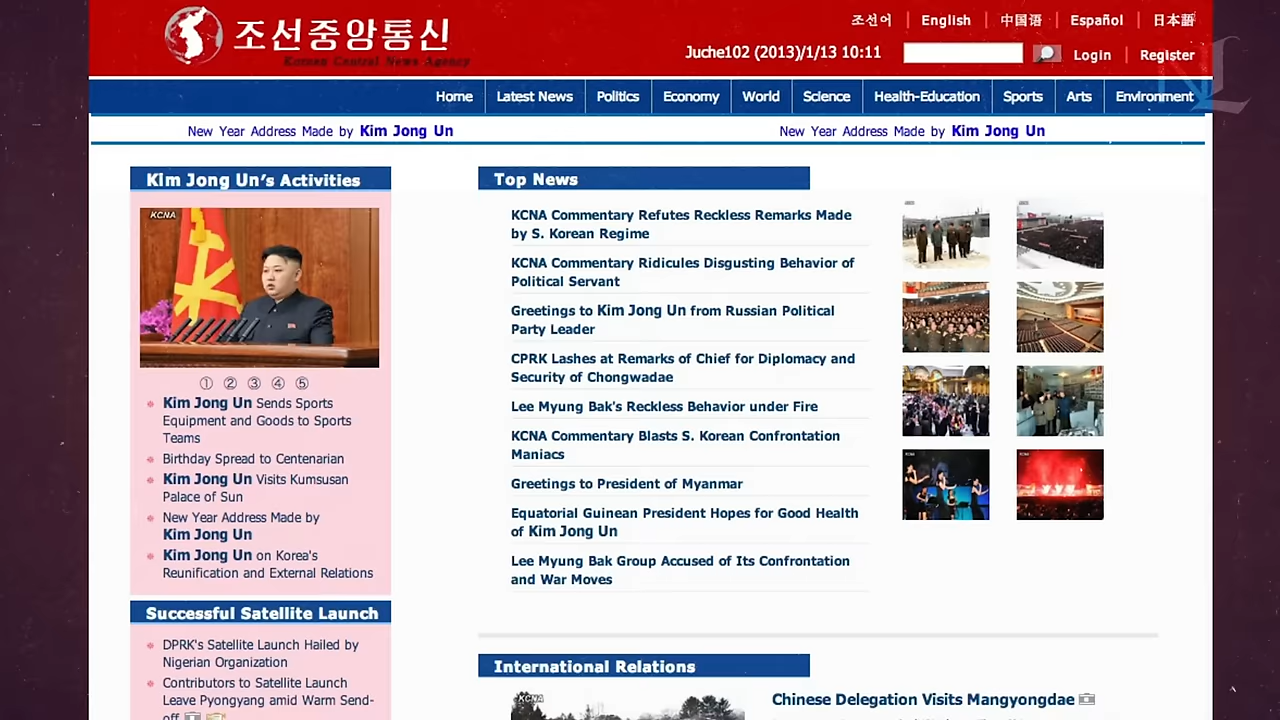 조선중앙통신
Korean Central News Agency
조선어 English 中国语 Español 日本語
Juche102 (2013)/1/13 10:11
Login Register
Home Latest News Politics Economy World Science Health-Education Sports Arts Environment
New Year Address Made by Kim Jong Un
New Year Address Made by Kim Jong Un
Kim Jong Un's Activities
KCNA
① ② ③ ④ ⑤
Kim Jong Un Sends Sports
Equipment and Goods to Sports
Teams
Birthday Spread to Centenarian
Kim Jong Un Visits Kumsusan
Palace of Sun
New Year Address Made by
Kim Jong Un
Kim Jong Un on Korea's
Reunification and External Relations
Successful Satellite Launch
DPRK's Satellite Launch Hailed by
Nigerian Organization
Contributors to Satellite Launch
Leave Pyongyang amid Warm Send-
off
Top News
KCNA Commentary Refutes Reckless Remarks Made
by S. Korean Regime
KCNA Commentary Ridicules Disgusting Behavior of
Political Servant
Greetings to Kim Jong Un from Russian Political
Party Leader
CPRK Lashes at Remarks of Chief for Diplomacy and
Security of Chongwadae
Lee Myung Bak's Reckless Behavior under Fire
KCNA Commentary Blasts S. Korean Confrontation
Maniacs
Greetings to President of Myanmar
Equatorial Guinean President Hopes for Good Health
of Kim Jong Un
Lee Myung Bak Group Accused of Its Confrontation
and War Moves
International Relations
KCNA
Chinese Delegation Visits Mangyongdae